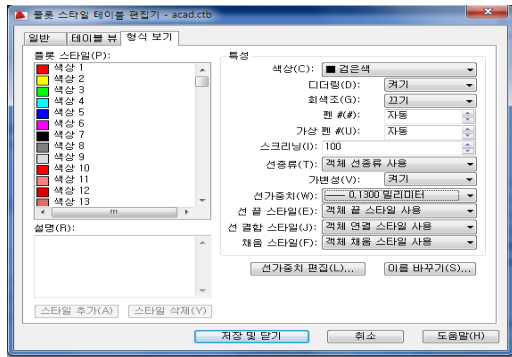 플롯 스타일 테이블 편집기 - acad.ctb
일반 테이블 뷰 형식 보기
플롯 스타일(P):
색상 1
색상 2
색상 3
색상 4
색상 5
색상 6
색상 7
색상 8
색상 9
색상 10
색상 11
색상 12
색상 13
설명(R):
스타일 추가(A) 스타일 삭제(Y)
특성
색상(C): 검은색
디더링(D): 켜기
회색조(G): 끄기
펜 #(#): 자동
가상 펜 #(U): 자동
스크리닝(I): 100
선종류(T): 객체 선종류 사용
가변성(V): 켜기
선가중치(W): 0.1300 밀리미터
선 끝 스타일(E): 객체 끝 스타일 사용
선 결합 스타일(J): 객체 연결 스타일 사용
채움 스타일(F): 객체 채움 스타일 사용
선가중치 편집(L)... 이름 바꾸기(S)...
저장 및 닫기 취소 도움말(H)